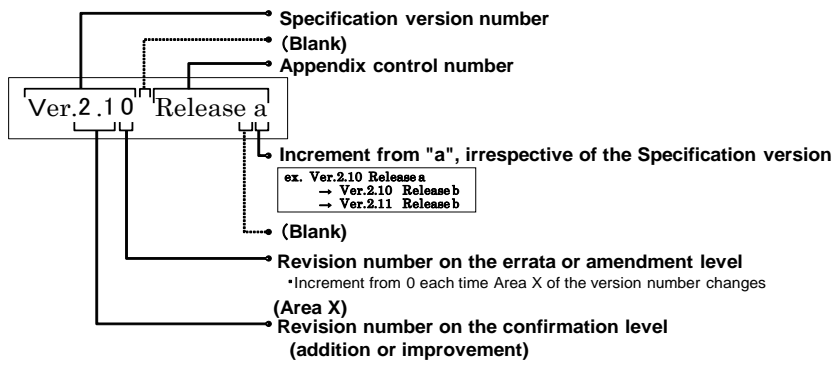 Specification version number
（Blank)
Appendix control number
Ver.2.10 Release a
Increment from "a", irrespective of the Specification version
ex. Ver.2.10 Release a
→ Ver.2.10 Release b
→ Ver.2.11 Release b
（Blank)
Revision number on the errata or amendment level
･Increment from 0 each time Area X of the version number changes
(Area X)
Revision number on the confirmation level
(addition or improvement)